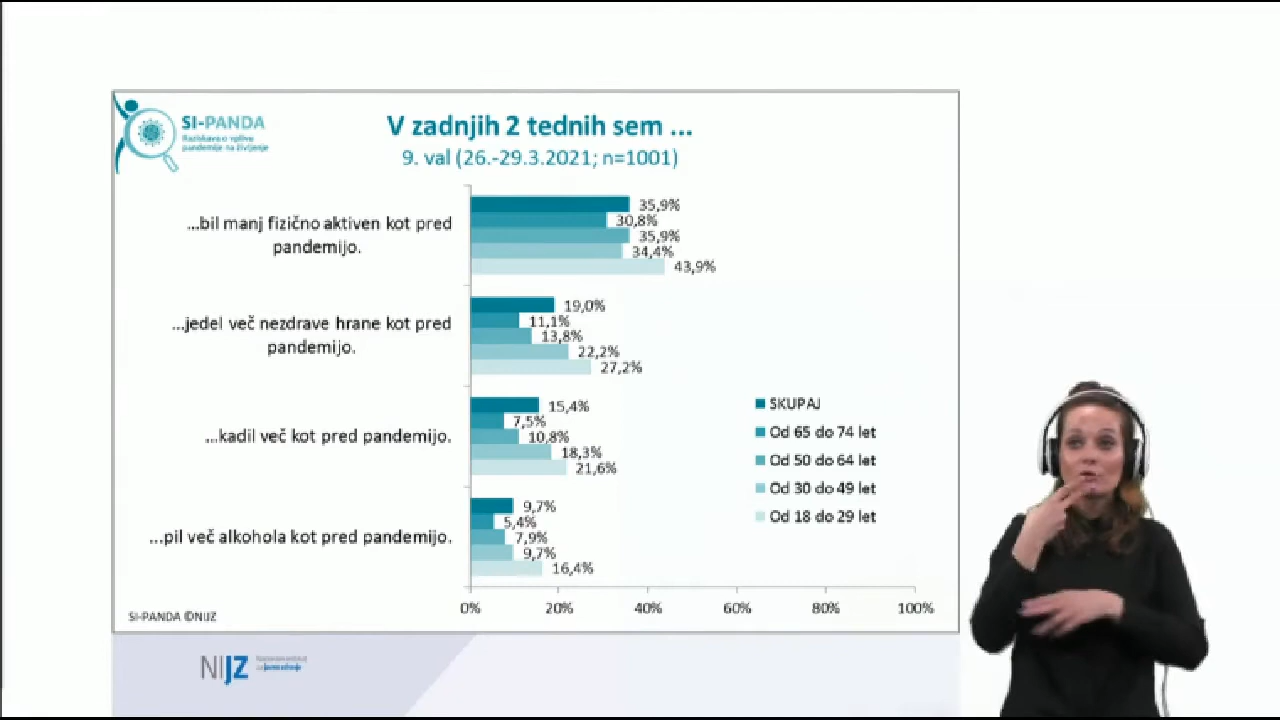 SI-PANDA
Raziskava o vplivu
pandemije na življenje
V zadnjih 2 tednih sem ...
9. val (26.-29.3.2021; n=1001)
...bil manj fizično aktiven kot pred
pandemijo.
35,9%
30,8%
35,9%
34,4%
43,9%
...jedel več nezdrave hrane kot pred
pandemijo.
19,0%
11,1%
13,8%
22,2%
27,2%
...kadil več kot pred pandemijo.
15,4%
7,5%
10,8%
18,3%
21,6%
...pil več alkohola kot pred pandemijo.
9,7%
5,4%
7,9%
9,7%
16,4%
SKUPAJ
Od 65 do 74 let
Od 50 do 64 let
Od 30 do 49 let
Od 18 do 29 let
0% 20% 40% 60% 80% 100%
SI-PANDA ©NIJZ
NIJZ